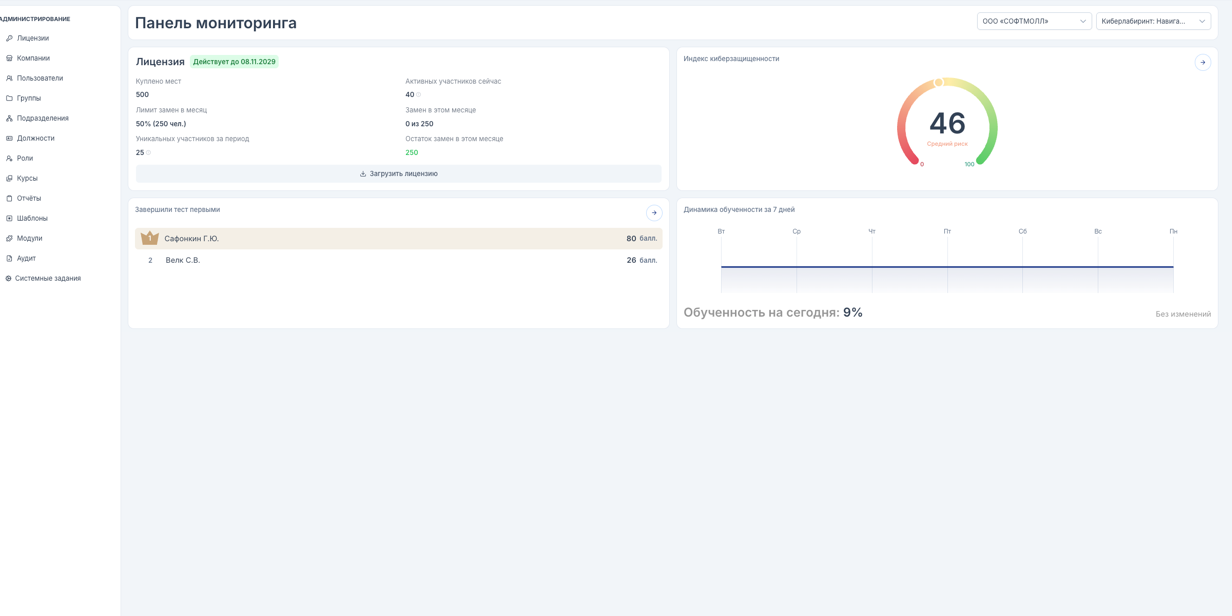 АДМИНИСТРИРОВАНИЕ
Лицензии
Компании
Пользователи
Группы
Подразделения
Должности
Роли
Курсы
Отчёты
Шаблоны
Модули
Аудит
Системные задания
Панель мониторинга
ООО «СОФТМОЛЛ»
Киберлабиринт: Навига...
Лицензия Действует до 08.11.2029
Куплено мест
500
Активных участников сейчас
40
Лимит замен в месяц
50% (250 чел.)
Замен в этом месяце
0 из 250
Уникальных участников за период
25
Остаток замен в этом месяце
250
Загрузить лицензию
Индекс киберзащищенности
46
Средний риск
0 100
Завершили тест первыми
1 Сафонкин Г.Ю. 80 балл.
2 Велк С.В. 26 балл.
Динамика обученности за 7 дней
Вт Ср Чт Пт Сб Вс Пн
Обученность на сегодня: 9% Без изменений